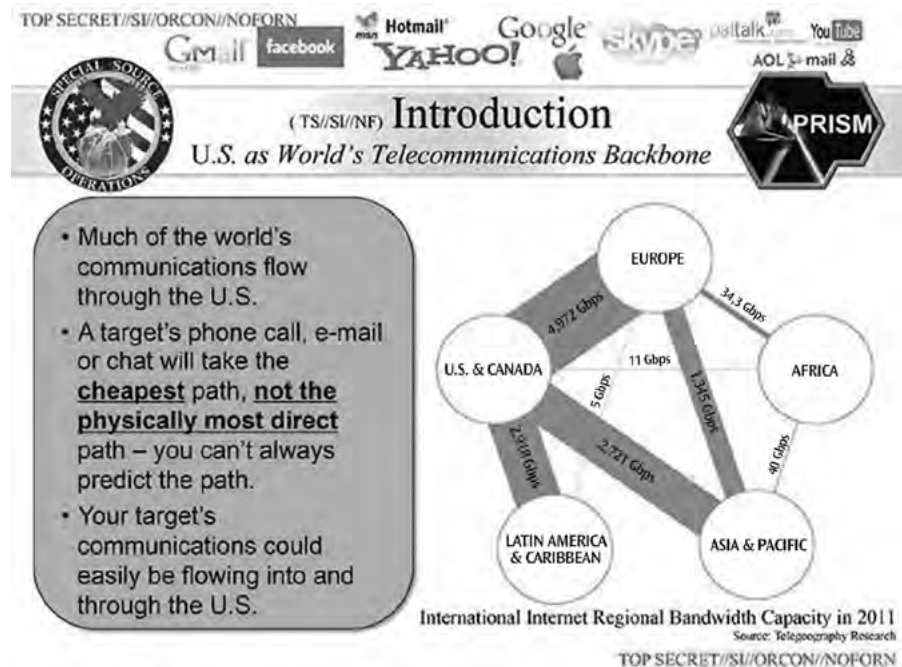 TOP SECRET//SI//ORCON//NOFORN
Gmail
facebook
msn Hotmail
YAHOO!
Google
skype
paltalk
YouTube
AOL mail
SPECIAL SOURCE OPERATIONS
(TS//SI//NF) Introduction
U.S. as World's Telecommunications Backbone
PRISM
• Much of the world's
communications flow
through the U.S.
• A target's phone call, e-mail
or chat will take the
cheapest path, not the
physically most direct
path – you can't always
predict the path.
• Your target's
communications could
easily be flowing into and
through the U.S.
EUROPE
4,972 Gbps
34,3 Gbps
U.S. & CANADA
11 Gbps
AFRICA
5 Gbps
1,345 Gbps
2,721 Gbps
40 Gbps
LATIN AMERICA
& CARIBBEAN
ASIA & PACIFIC
International Internet Regional Bandwidth Capacity in 2011
Source: Telegeography Research
TOP SECRET//SI//ORCON//NOFORN